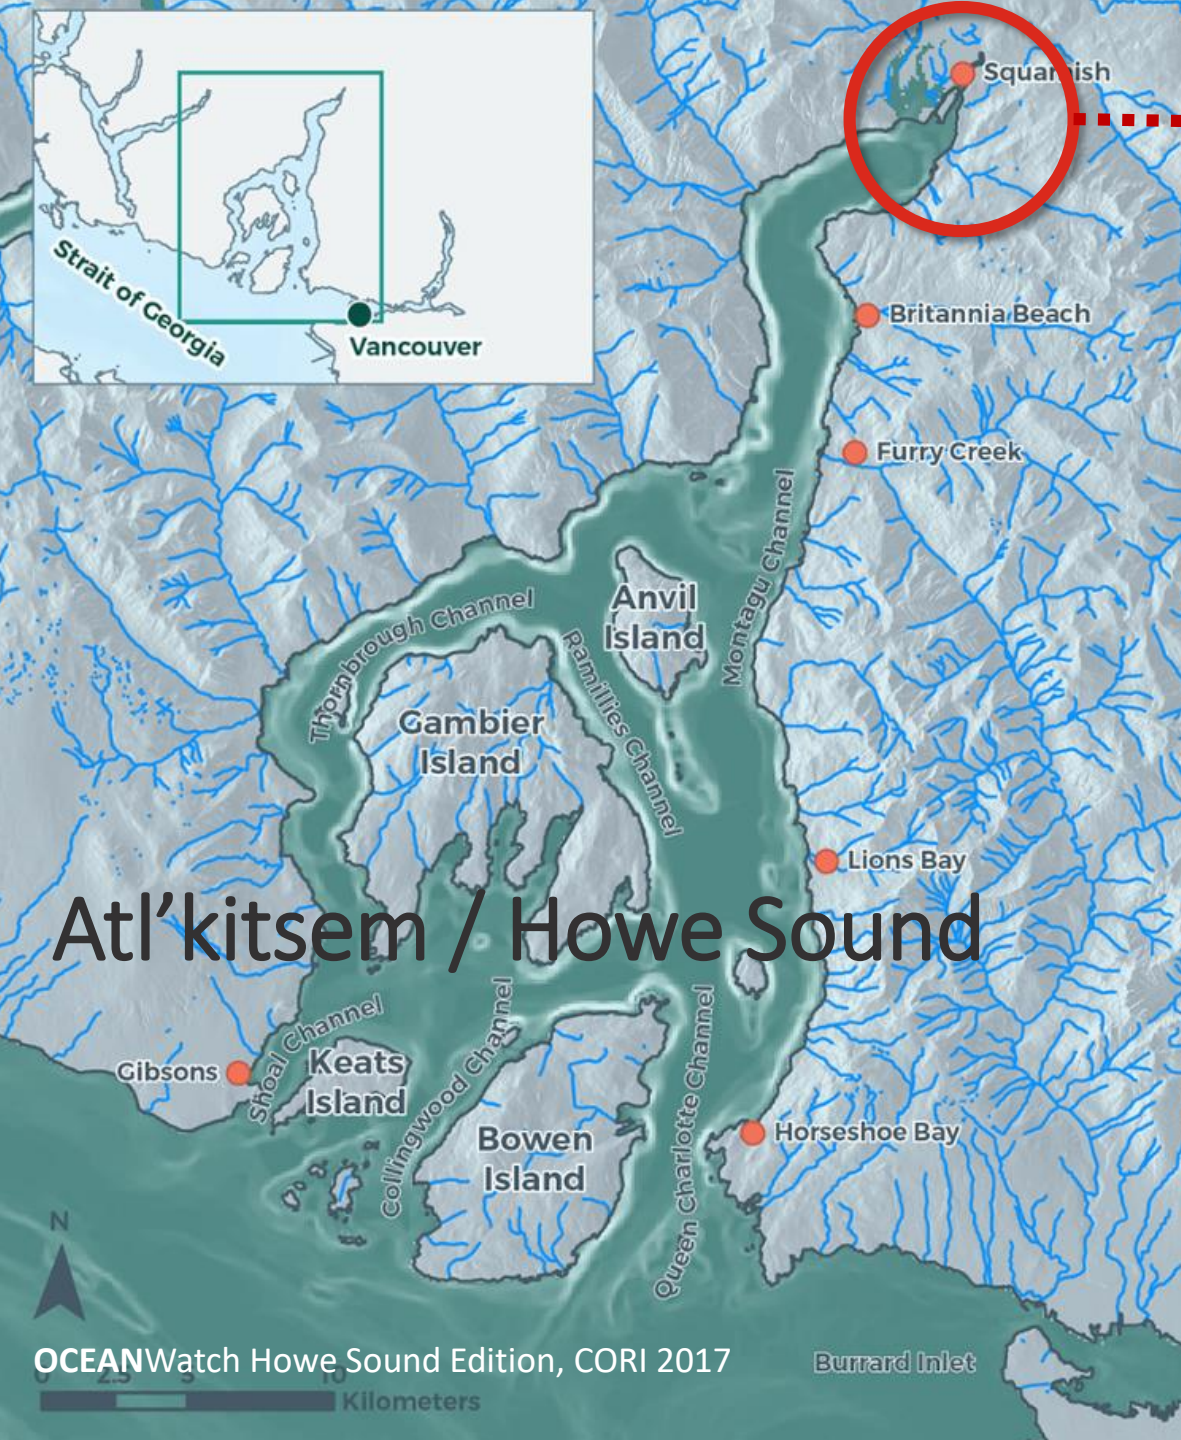 Squamish
Strait of Georgia
Vancouver
Britannia Beach
Furry Creek
Montagu Channel
Anvil
Island
Thornbrough Channel
Ramillies Channel
Gambier
Island
Lions Bay
Atl’kitsem / Howe Sound
Shoal Channel
Collingwood Channel
Queen Charlotte Channel
Gibsons
Keats
Island
Bowen
Island
Horseshoe Bay
N
OCEANWatch Howe Sound Edition, CORI 2017
Burrard Inlet
0 2.5 5 10
Kilometers